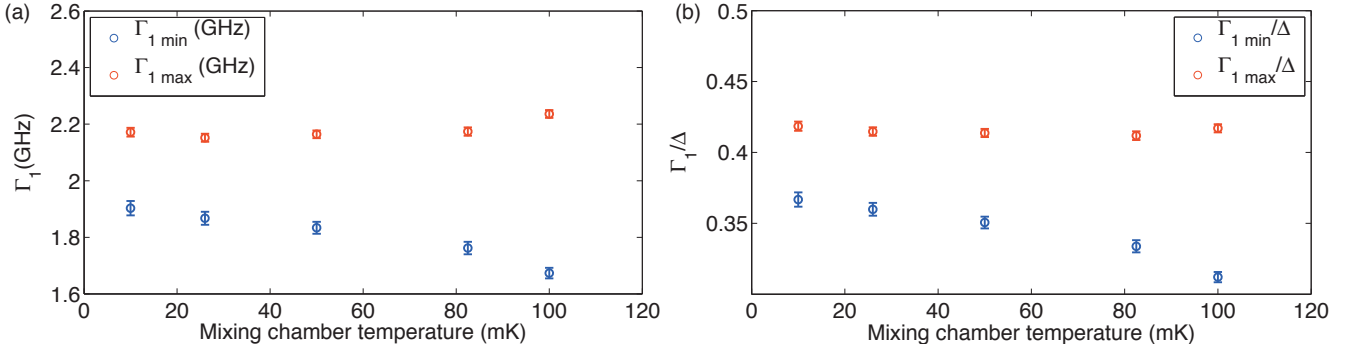 (a)
Γ1 min (GHz)
Γ1 max (GHz)
2.6
2.4
2.2
2
1.8
1.6
Γ1(GHz)
0 20 40 60 80 100 120
Mixing chamber temperature (mK)
(b)
Γ1 min/Δ
Γ1 max/Δ
0.5
0.45
0.4
0.35
Γ1/Δ
0 20 40 60 80 100 120
Mixing chamber temperature (mK)